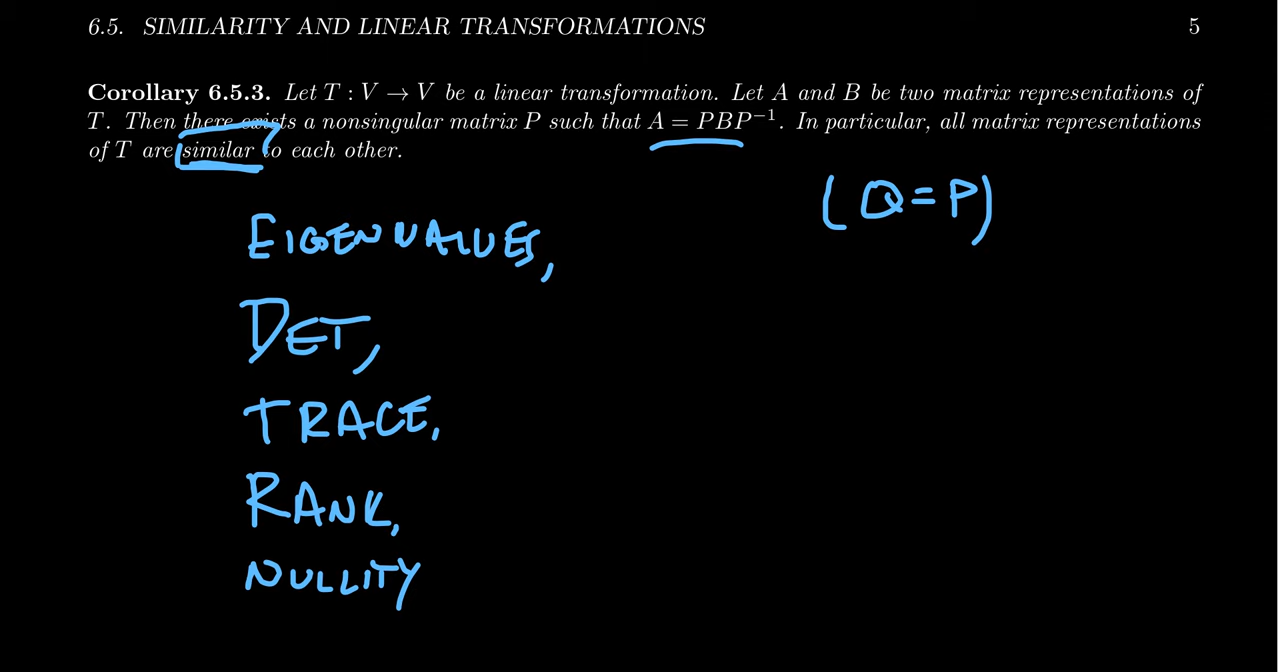 6.5. SIMILARITY AND LINEAR TRANSFORMATIONS 5
Corollary 6.5.3. Let T : V → V be a linear transformation. Let A and B be two matrix representations of
T. Then there exists a nonsingular matrix P such that A = PBP⁻¹. In particular, all matrix representations
of T are similar to each other.
(Q=P)
EIGENVALUES,
DET,
TRACE,
RANK,
NULLITY